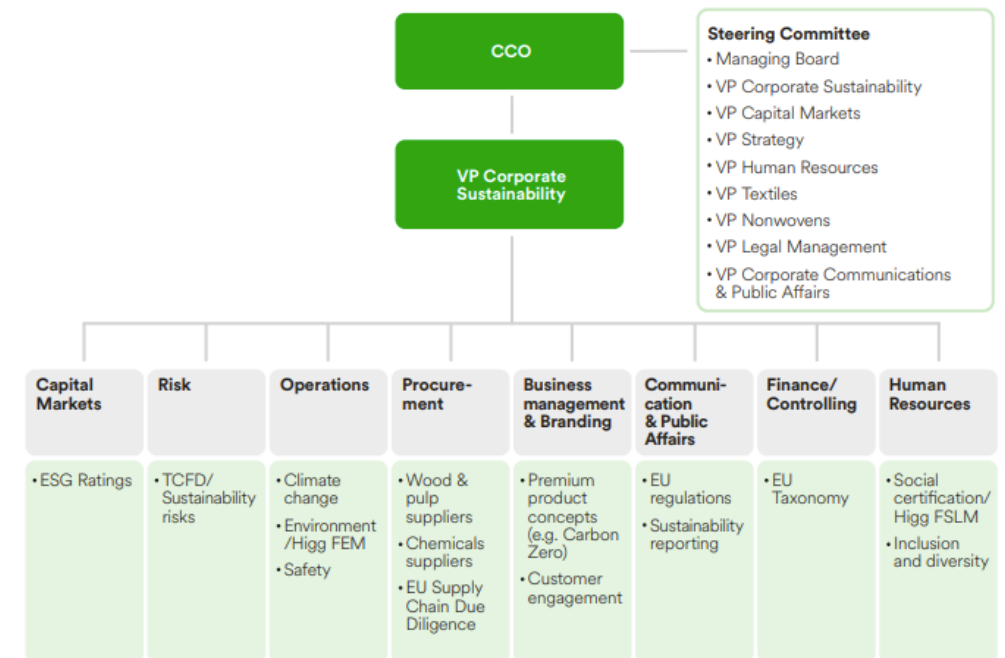 CCO
Steering Committee
• Managing Board
• VP Corporate Sustainability
• VP Capital Markets
• VP Strategy
• VP Human Resources
• VP Textiles
• VP Nonwovens
• VP Legal Management
• VP Corporate Communications
& Public Affairs
VP Corporate
Sustainability
Capital
Markets
• ESG Ratings
Risk
• TCFD/
Sustainability
risks
Operations
• Climate
change
• Environment
/Higg FEM
• Safety
Procure-
ment
• Wood &
pulp
suppliers
• Chemicals
suppliers
• EU Supply
Chain Due
Diligence
Business
management
& Branding
• Premium
product
concepts
(e.g. Carbon
Zero)
• Customer
engagement
Communi-
cation
& Public
Affairs
• EU
regulations
• Sustainability
reporting
Finance/
Controlling
• EU
Taxonomy
Human
Resources
• Social
certification/
Higg FSLM
• Inclusion
and diversity